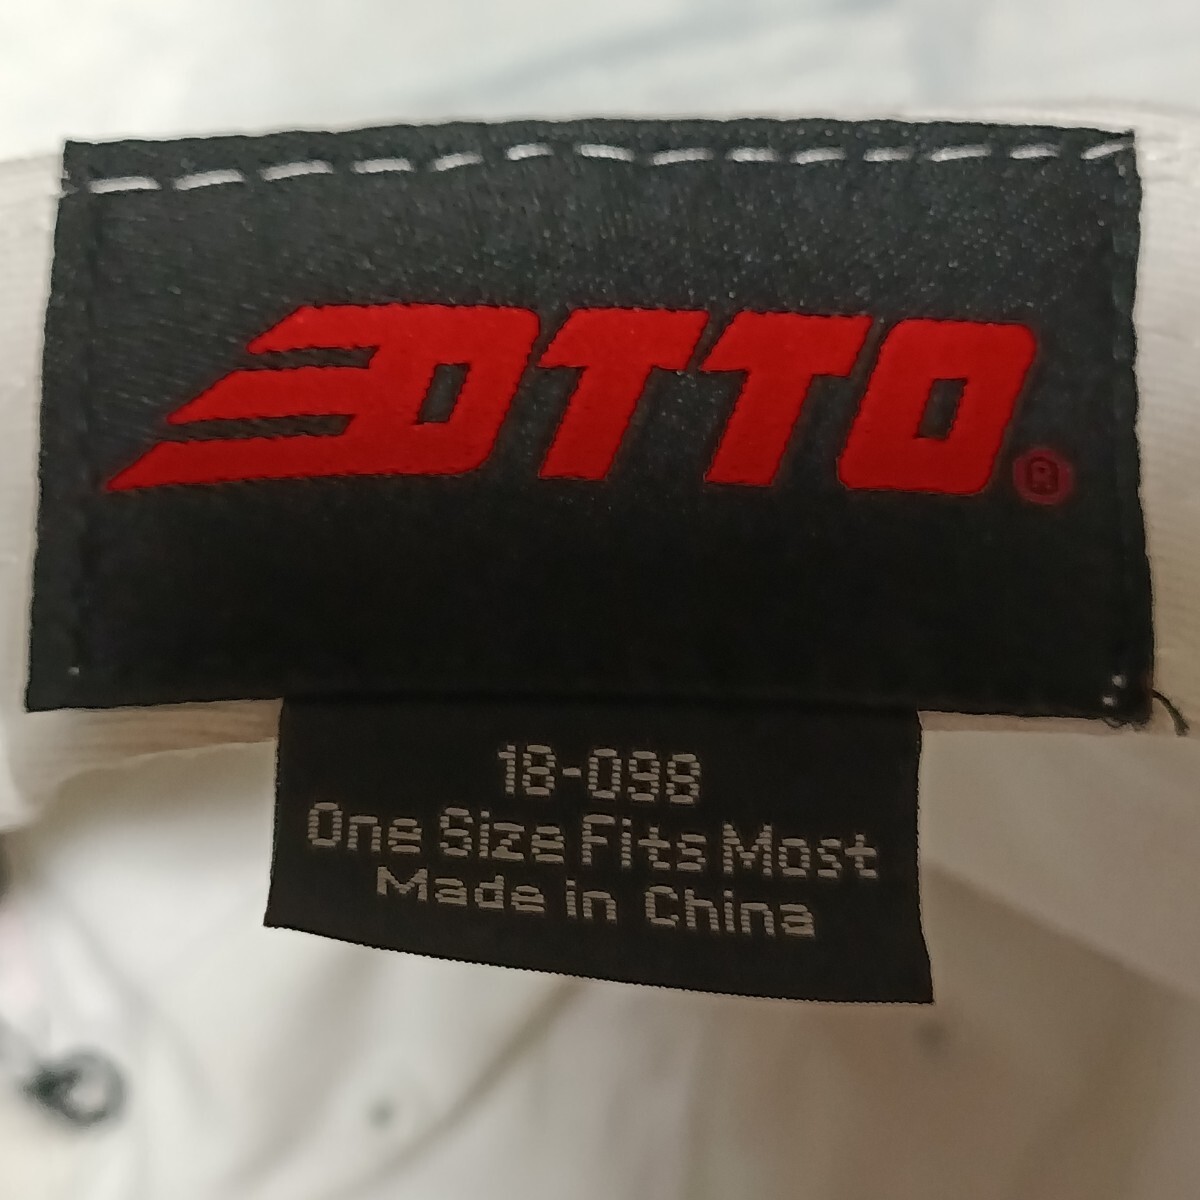 OTTO®
18-098
One Size Fits Most
Made in China